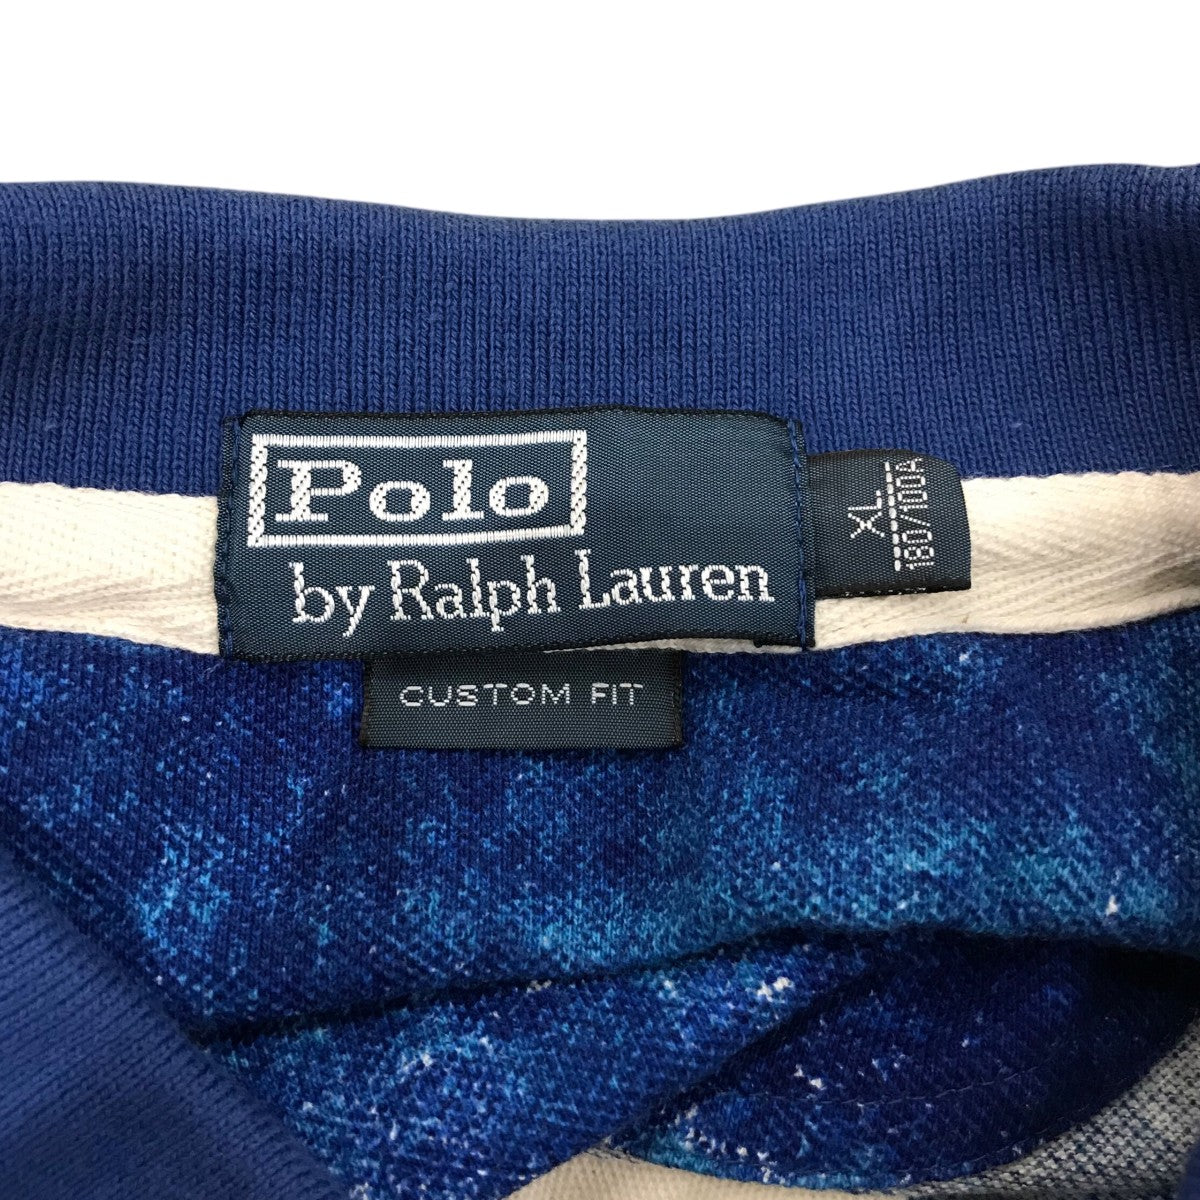 Polo
by Ralph Lauren
XL
180/100A
CUSTOM FIT